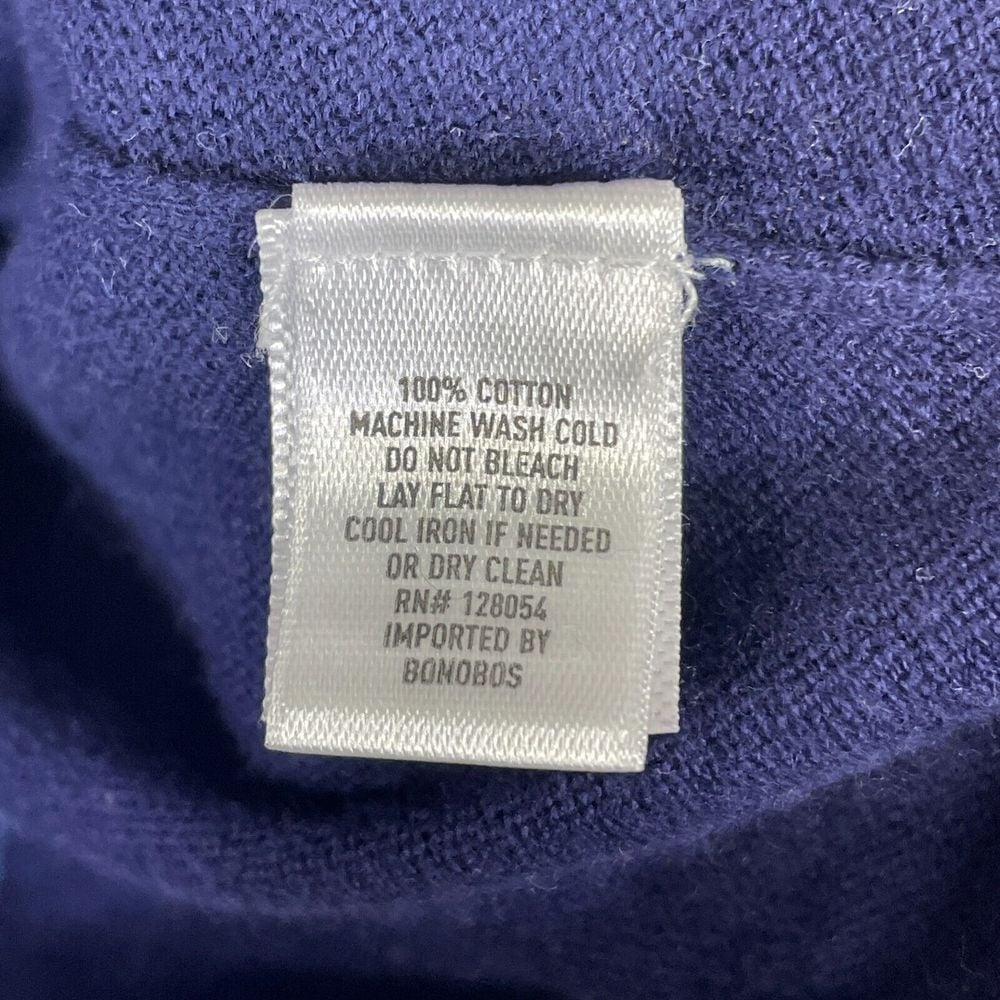 100% COTTON
MACHINE WASH COLD
DO NOT BLEACH
LAY FLAT TO DRY
COOL IRON IF NEEDED
OR DRY CLEAN
RN# 128054
IMPORTED BY
BONOBOS